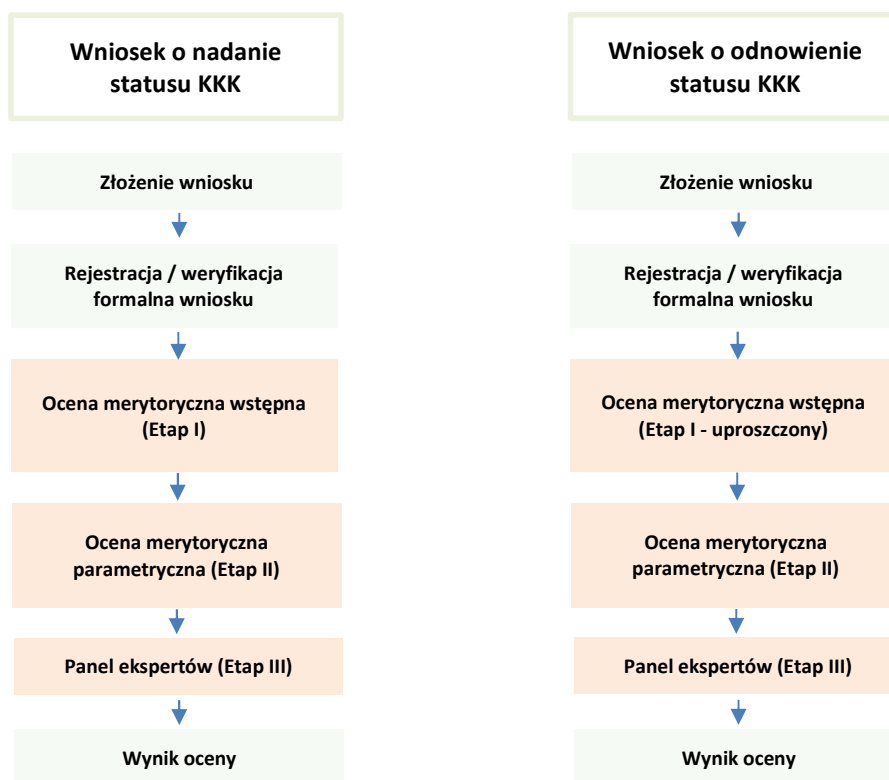 Wniosek o nadanie
statusu KKK
Złożenie wniosku
Rejestracja / weryfikacja
formalna wniosku
Ocena merytoryczna wstępna
(Etap I)
Ocena merytoryczna
parametryczna (Etap II)
Panel ekspertów (Etap III)
Wynik oceny
Wniosek o odnowienie
statusu KKK
Złożenie wniosku
Rejestracja / weryfikacja
formalna wniosku
Ocena merytoryczna wstępna
(Etap I - uproszczony)
Ocena merytoryczna
parametryczna (Etap II)
Panel ekspertów (Etap III)
Wynik oceny